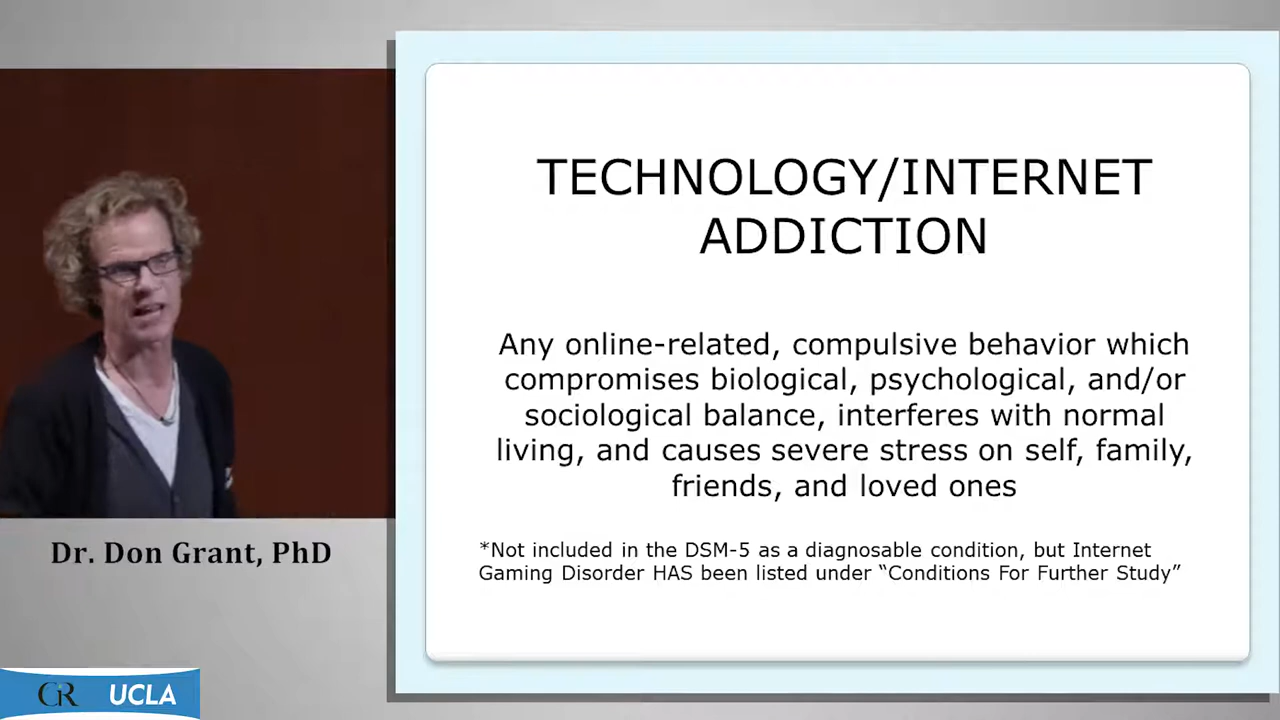 TECHNOLOGY/INTERNET
ADDICTION
Any online-related, compulsive behavior which
compromises biological, psychological, and/or
sociological balance, interferes with normal
living, and causes severe stress on self, family,
friends, and loved ones
*Not included in the DSM-5 as a diagnosable condition, but Internet
Gaming Disorder HAS been listed under “Conditions For Further Study”
Dr. Don Grant, PhD
GR UCLA